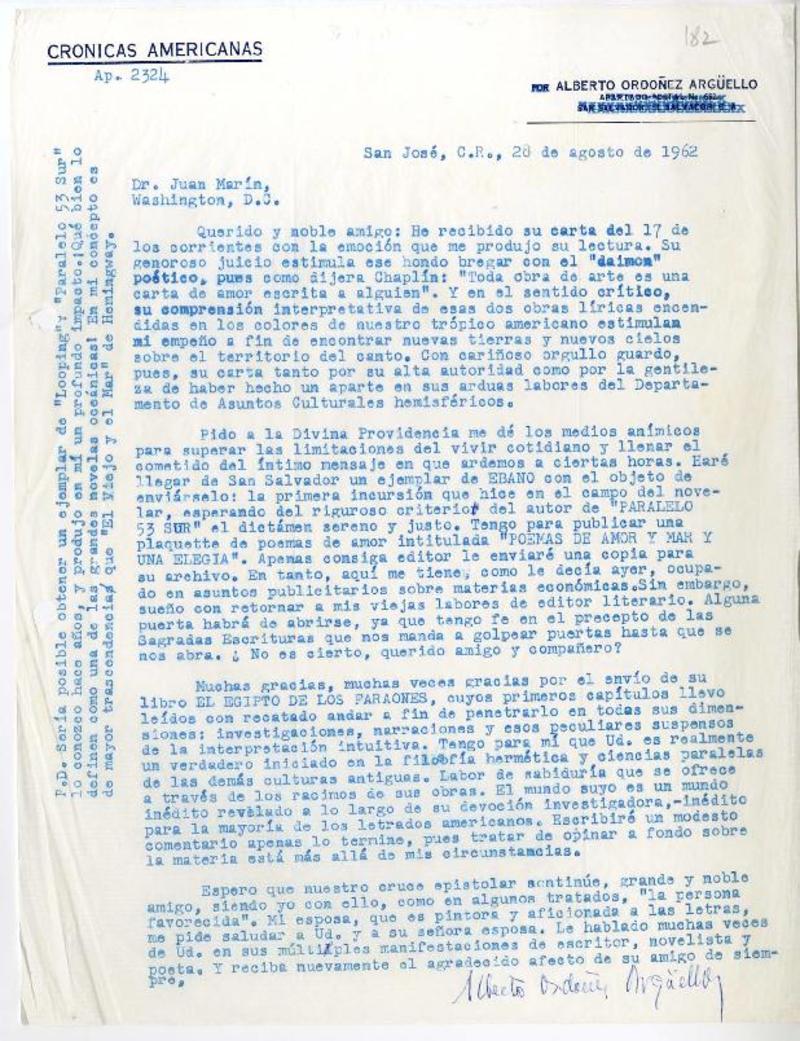 182
CRONICAS AMERICANAS
Ap. 2324
POR ALBERTO ORDOÑEZ ARGÜELLO
San José, C.R., 28 de agosto de 1962
Dr. Juan Marín,
Washington, D.C.
Querido y noble amigo: He recibido su carta del 17 de
los corrientes con la emoción que me produjo su lectura. Su
generoso juicio estimula ese hondo bregar con el "daimon"
poético, pues como dijera Chaplín: "Toda obra de arte es una
carta de amor escrita a alguien". Y en el sentido crítico,
su comprensión interpretativa de esas dos obras líricas encen-
didas en los colores de nuestro trópico americano estimulan
mi empeño a fin de encontrar nuevas tierras y nuevos cielos
sobre el territorio del canto. Con cariñoso orgullo guardo,
pues, su carta tanto por su alta autoridad como por la gentile-
za de haber hecho un aparte en sus arduas labores del Departa-
mento de Asuntos Culturales hemisféricos.
Pido a la Divina Providencia me dé los medios anímicos
para superar las limitaciones del vivir cotidiano y llenar el
cometido del íntimo mensaje en que ardemos a ciertas horas. Haré
llegar de San Salvador un ejemplar de EBANO con el objeto de
enviárselo: la primera incursión que hice en el campo del nove-
lar, esperando del riguroso criterio del autor de "PARALELO
53 SUR" el dictámen sereno y justo. Tengo para publicar una
plaquette de poemas de amor intitulada "POEMAS DE AMOR Y MAR Y
UNA ELEGIA". Apenas consiga editor le enviaré una copia para
su archivo. En tanto, aquí me tiene, como le decía ayer, ocupa-
do en asuntos publicitarios sobre materias económicas.Sin embargo,
sueño con retornar a mis viejas labores de editor literario. Alguna
puerta habrá de abrirse, ya que tengo fe en el precepto de las
Sagradas Escrituras que nos manda a golpear puertas hasta que se
nos abra. ¿ No es cierto, querido amigo y compañero?
Muchas gracias, muchas veces gracias por el envío de su
libro EL EGIPTO DE LOS FARAONES, cuyos primeros capítulos llevo
leídos con recatado andar a fin de penetrarlo en todas sus dimen-
siones: investigaciones, narraciones y esos peculiares suspensos
de la interpretación intuitiva. Tengo para mí que Ud. es realmente
un verdadero iniciado en la filosofía hermética y ciencias paralelas
de las demás culturas antiguas. Labor de sabiduría que se ofrece
a través de los racimos de sus obras. El mundo suyo es un mundo
inédito revelado a lo largo de su devoción investigadora,-inédito
para la mayoría de los letrados americanos. Escribiré un modesto
comentario apenas lo termine, pues tratar de opinar a fondo sobre
la materia está más allá de mis circunstancias.
Espero que nuestro cruce epistolar continúe, grande y noble
amigo, siendo yo con ello, como en algunos tratados, "la persona
favorecida". Mi esposa, que es pintora y aficionada a las letras,
me pide saludar a Ud. y a su señora esposa. Le hablado muchas veces
de Ud. en sus múltiples manifestaciones de escritor, novelista y
poeta. Y reciba nuevamente el agradecido afecto de su amigo de siem-
pre,
Alberto Ordóñez Argüello
P.D. Sería posible obtener un ejemplar de "Looping" y "Paralelo 53 Sur"
lo conozco hace años, y produjo en mí un profundo impacto.¡Qué bien lo
definen como una de las grandes novelas oceánicas! En mi concepto es
de mayor trascendencia que "El Viejo y el Mar" de Hemingway.